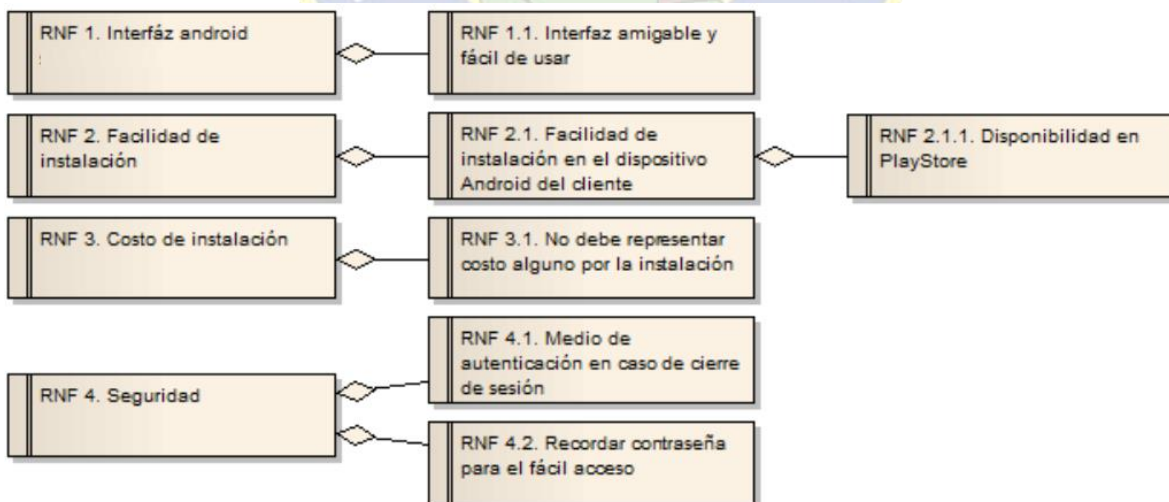 RNF 1. Interfáz android
RNF 1.1. Interfaz amigable y
fácil de usar
RNF 2. Facilidad de
instalación
RNF 2.1. Facilidad de
instalación en el dispositivo
Android del cliente
RNF 2.1.1. Disponibilidad en
PlayStore
RNF 3. Costo de instalación
RNF 3.1. No debe representar
costo alguno por la instalación
RNF 4. Seguridad
RNF 4.1. Medio de
autenticación en caso de cierre
de sesión
RNF 4.2. Recordar contraseña
para el fácil acceso